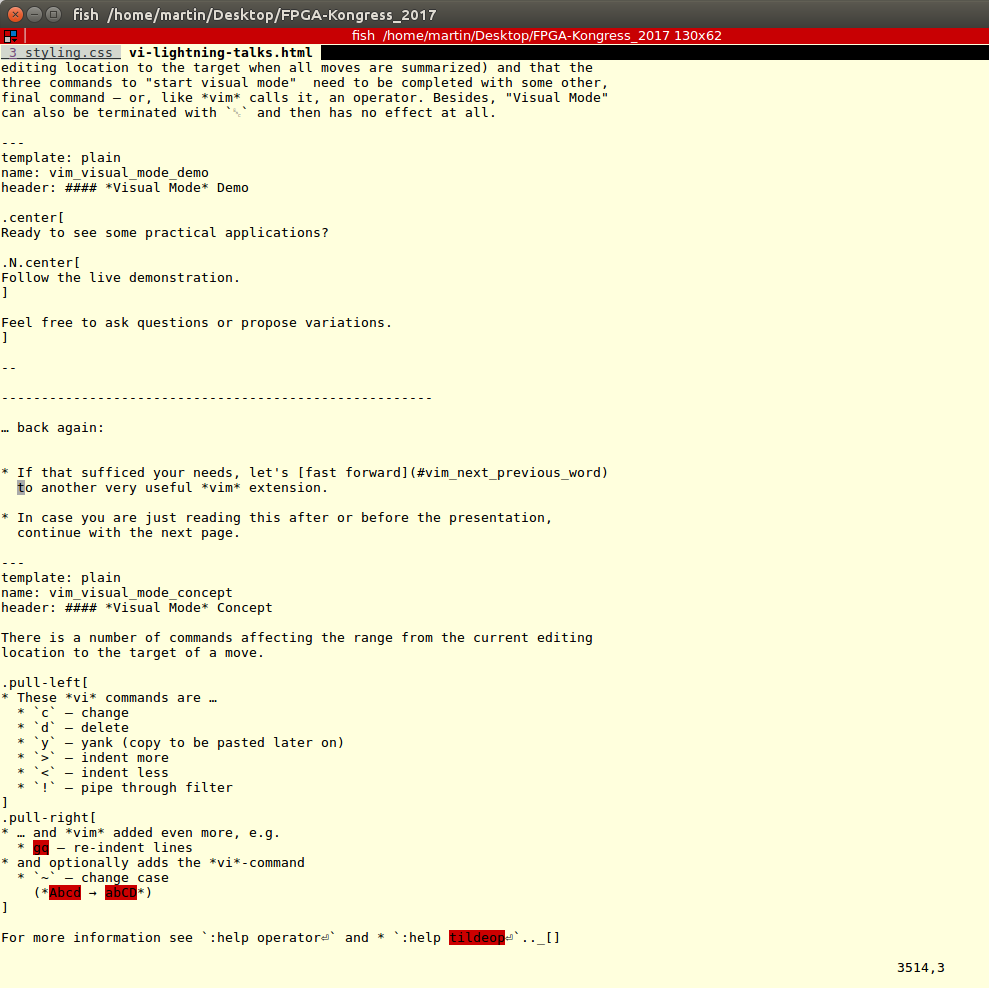 fish  /home/martin/Desktop/FPGA-Kongress_2017
fish  /home/martin/Desktop/FPGA-Kongress_2017 130x62
3 styling.css  vi-lightning-talks.html
editing location to the target when all moves are summarized) and that the
three commands to "start visual mode"  need to be completed with some other,
final command – or, like *vim* calls it, an operator. Besides, "Visual Mode"
can also be terminated with `␛` and then has no effect at all.
---
template: plain
name: vim_visual_mode_demo
header: #### *Visual Mode* Demo
.center[
Ready to see some practical applications?
.N.center[
Follow the live demonstration.
]
Feel free to ask questions or propose variations.
]
--
------------------------------------------------------
… back again:
* If that sufficed your needs, let's [fast forward](#vim_next_previous_word)
  to another very useful *vim* extension.
* In case you are just reading this after or before the presentation,
  continue with the next page.
---
template: plain
name: vim_visual_mode_concept
header: #### *Visual Mode* Concept
There is a number of commands affecting the range from the current editing
location to the target of a move.
.pull-left[
* These *vi* commands are …
  * `c` – change
  * `d` – delete
  * `y` – yank (copy to be pasted later on)
  * `>` – indent more
  * `<` – indent less
  * `!` – pipe through filter
]
.pull-right[
* … and *vim* added even more, e.g.
  * gq – re-indent lines
* and optionally adds the *vi*-command
  * `~` – change case
    (*Abcd → abCD*)
]
For more information see `:help operator⏎` and * `:help tildeop⏎`.._[]
3514,3